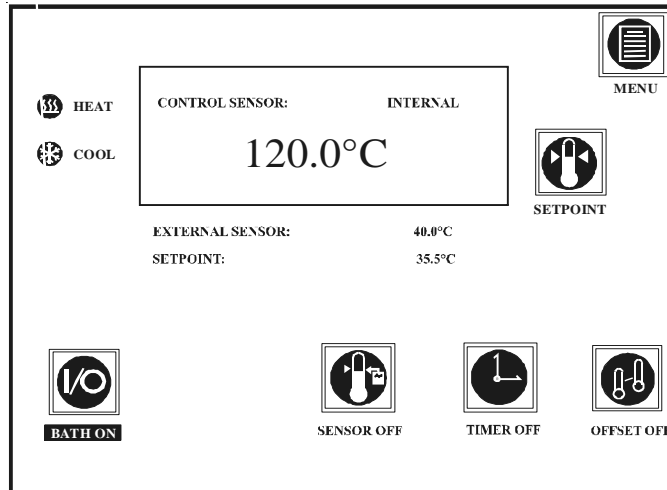 MENU
HEAT
CONTROL SENSOR: INTERNAL
COOL
120.0°C
SETPOINT
EXTERNAL SENSOR: 40.0°C
SETPOINT: 35.5°C
I/O
BATH ON
SENSOR OFF
TIMER OFF
OFFSET OFF